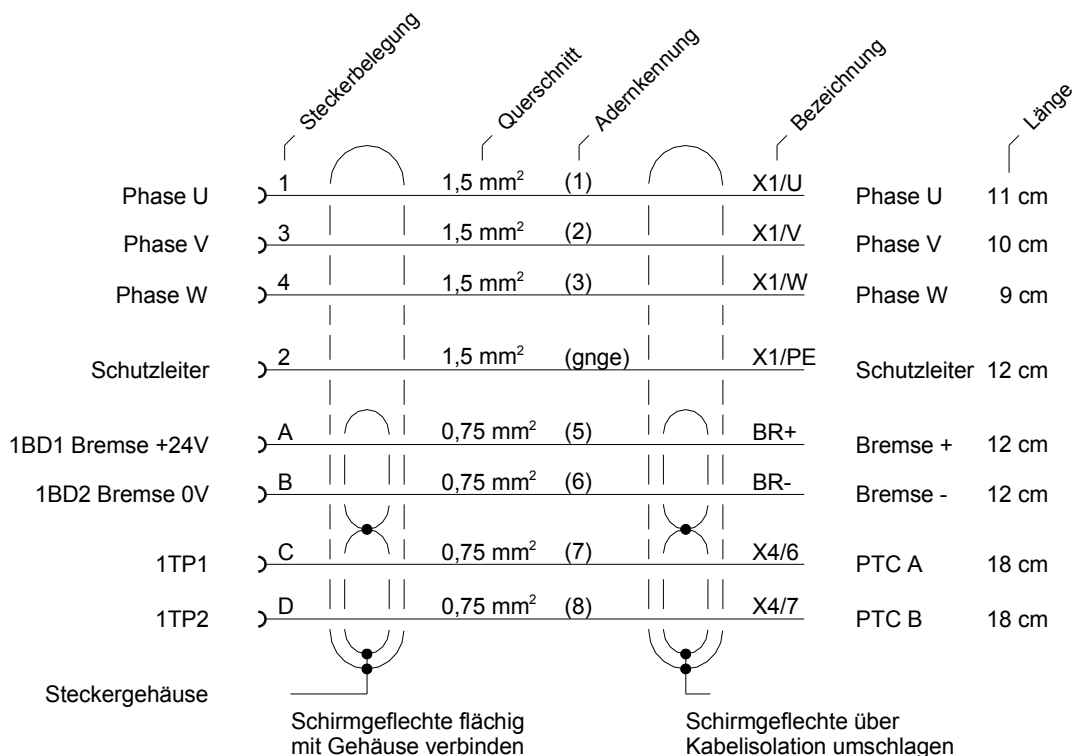 Steckerbelegung Querschnitt Adernkennung Bezeichnung Länge
Phase U 1 1,5 mm² (1) X1/U Phase U 11 cm
Phase V 3 1,5 mm² (2) X1/V Phase V 10 cm
Phase W 4 1,5 mm² (3) X1/W Phase W 9 cm
Schutzleiter 2 1,5 mm² (gnge) X1/PE Schutzleiter 12 cm
1BD1 Bremse +24V A 0,75 mm² (5) BR+ Bremse + 12 cm
1BD2 Bremse 0V B 0,75 mm² (6) BR- Bremse - 12 cm
1TP1 C 0,75 mm² (7) X4/6 PTC A 18 cm
1TP2 D 0,75 mm² (8) X4/7 PTC B 18 cm
Steckergehäuse
Schirmgeflechte flächig
mit Gehäuse verbinden
Schirmgeflechte über
Kabelisolation umschlagen